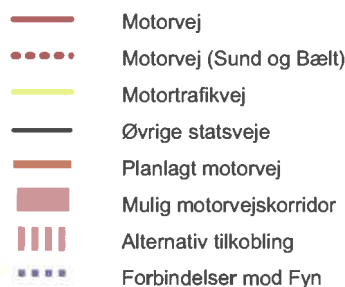 Motorvej
Motorvej (Sund og Bælt)
Motortrafikvej
Øvrige statsveje
Planlagt motorvej
Mulig motorvejskorridor
Alternativ tilkobling
Forbindelser mod Fyn